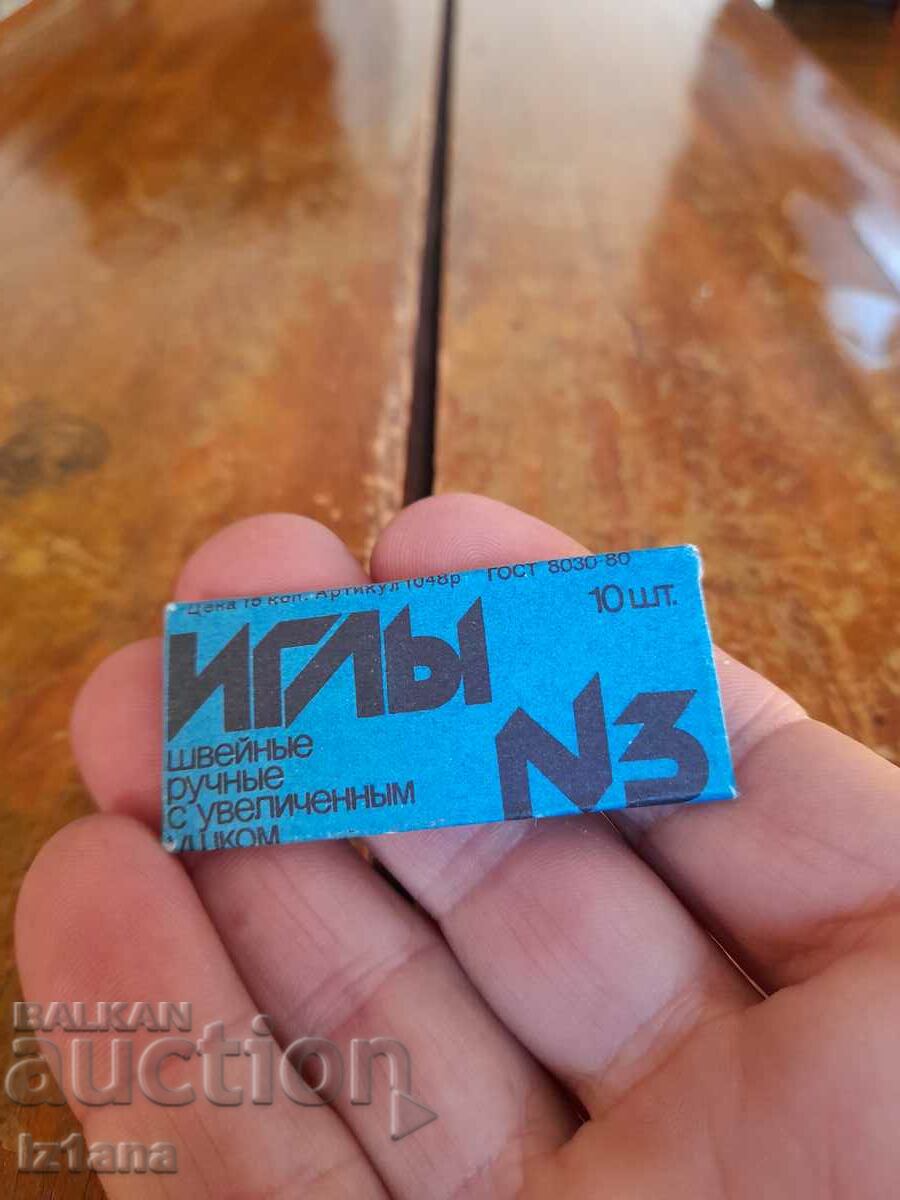 Цена 15 коп. Артикул 1048р ГОСТ 8030-80
10 шт.
ИГЛЫ
N3
швейные
ручные
с увеличенным
ушком
BALKAN
auction
Iz1ana